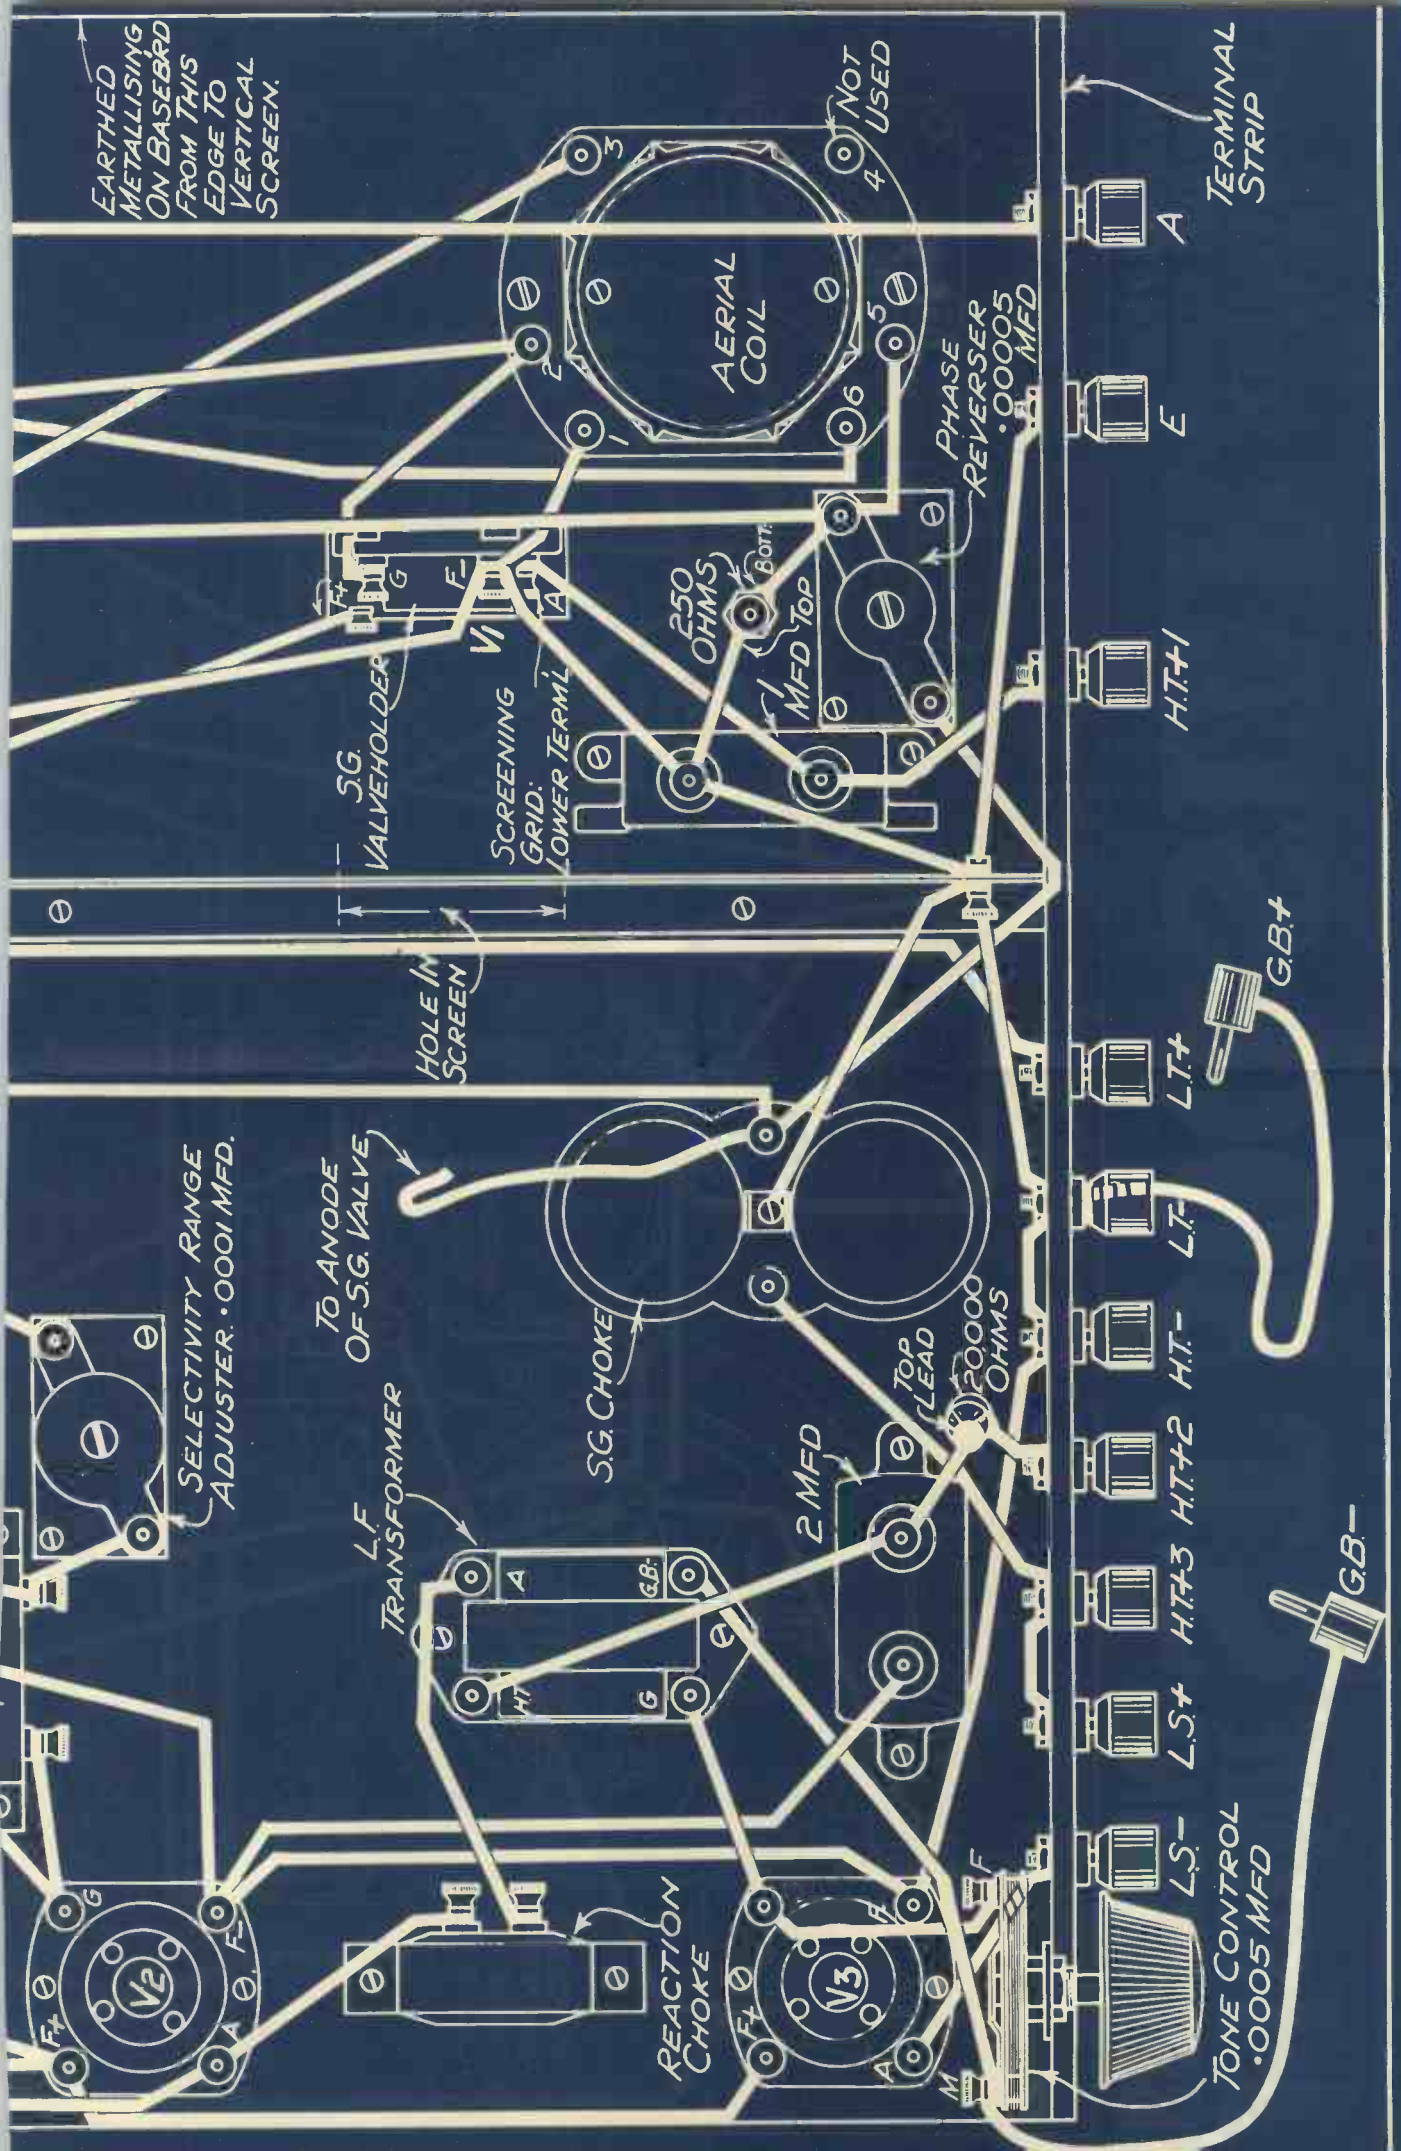 EARTHED
METALLISING
ON BASEB'RD
FROM THIS
EDGE TO
VERTICAL
SCREEN.
3
NOT
USED
4
TERMINAL
STRIP
A
2
AERIAL
COIL
5
1
6
PHASE
REVERSER
.00005
MFD
E
F+
G
F-
A
V1
250
OHMS
BOTT.
TOP
1
MFD
H.T.+1
S.G.
VALVEHOLDER
SCREENING
GRID:
LOWER TERM'L
HOLE IN
SCREEN
G.B.+
L.T.+
SELECTIVITY RANGE
ADJUSTER .0001 MFD.
TO ANODE
OF S.G. VALVE
S.G. CHOKE
L.T.-
TOP
LEAD
20,000
OHMS
H.T.-
L.F.
TRANSFORMER
A
G.B.-
H.T.
G
2 MFD
H.T.+2
H.T.+3
L.S.+
G.B.-
G
F-
V2
F+
A
REACTION
CHOKE
F
F+
V3
A
M
L.S.-
TONE CONTROL
.0005 MFD